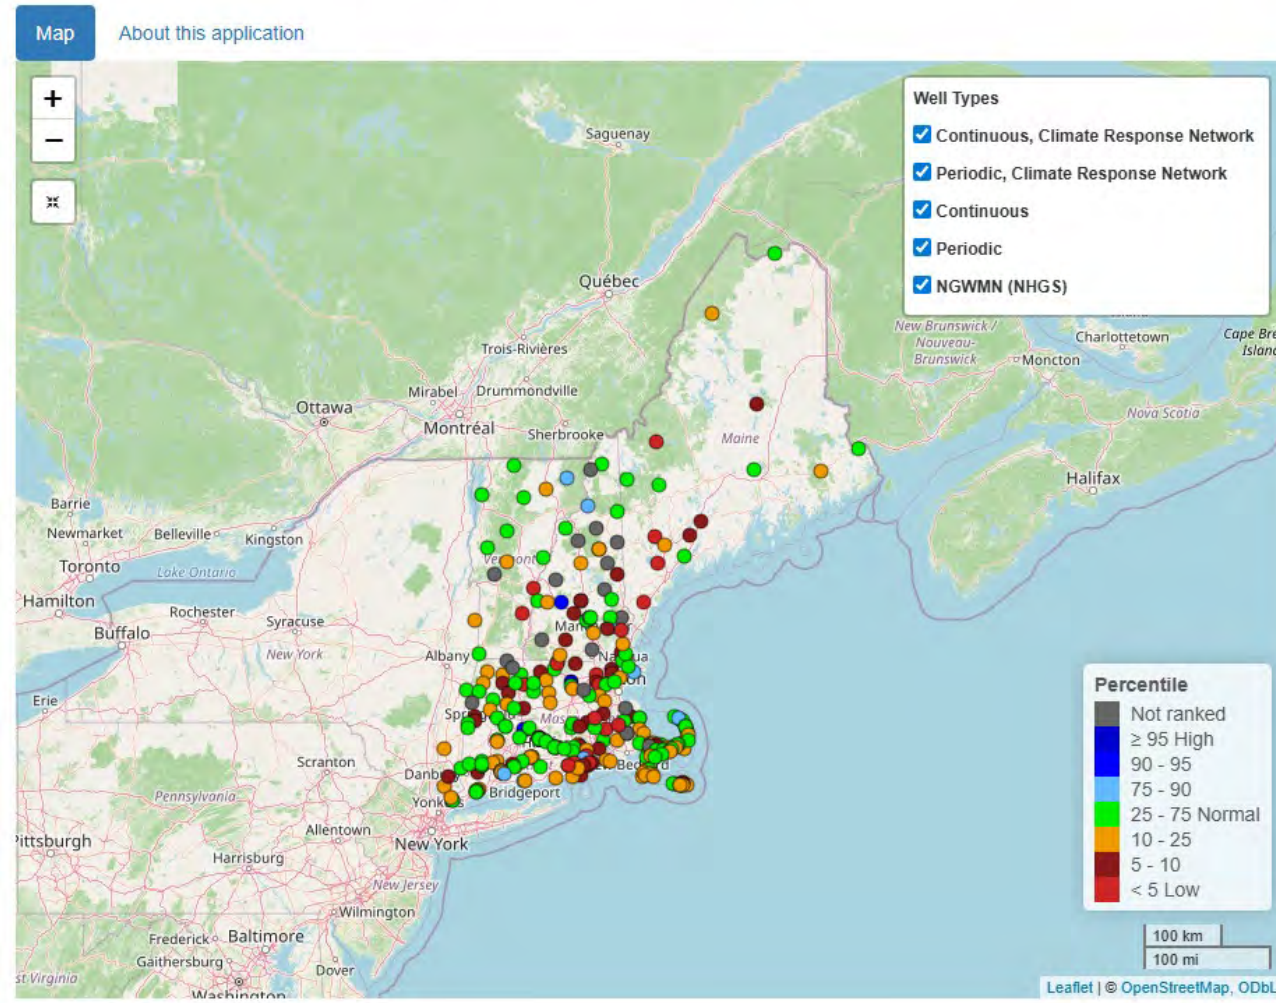 Map
About this application
+
−
Well Types
Continuous, Climate Response Network
Periodic, Climate Response Network
Continuous
Periodic
NGWMN (NHGS)
Saguenay
Québec
New Brunswick /
Nouveau-
Brunswick
Charlottetown
Cape Bre
Island
Moncton
Trois-Rivières
Mirabel
Drummondville
Ottawa
Montréal
Sherbrooke
Maine
Nova Scotia
Halifax
Barrie
Newmarket
Belleville
Kingston
Toronto
Lake Ontario
Vermont
Hamilton
Rochester
Syracuse
Buffalo
New York
Albany
Erie
Scranton
Danbu
Bridgeport
Pennsylvania
Yonkers
Allentown
New York
Pittsburgh
Harrisburg
New Jersey
Wilmington
Frederick
Baltimore
Gaithersburg
Dover
st Virginia
Washington
Percentile
Not ranked
≥ 95 High
90 - 95
75 - 90
25 - 75 Normal
10 - 25
5 - 10
< 5 Low
100 km
100 mi
Leaflet | © OpenStreetMap, ODbL